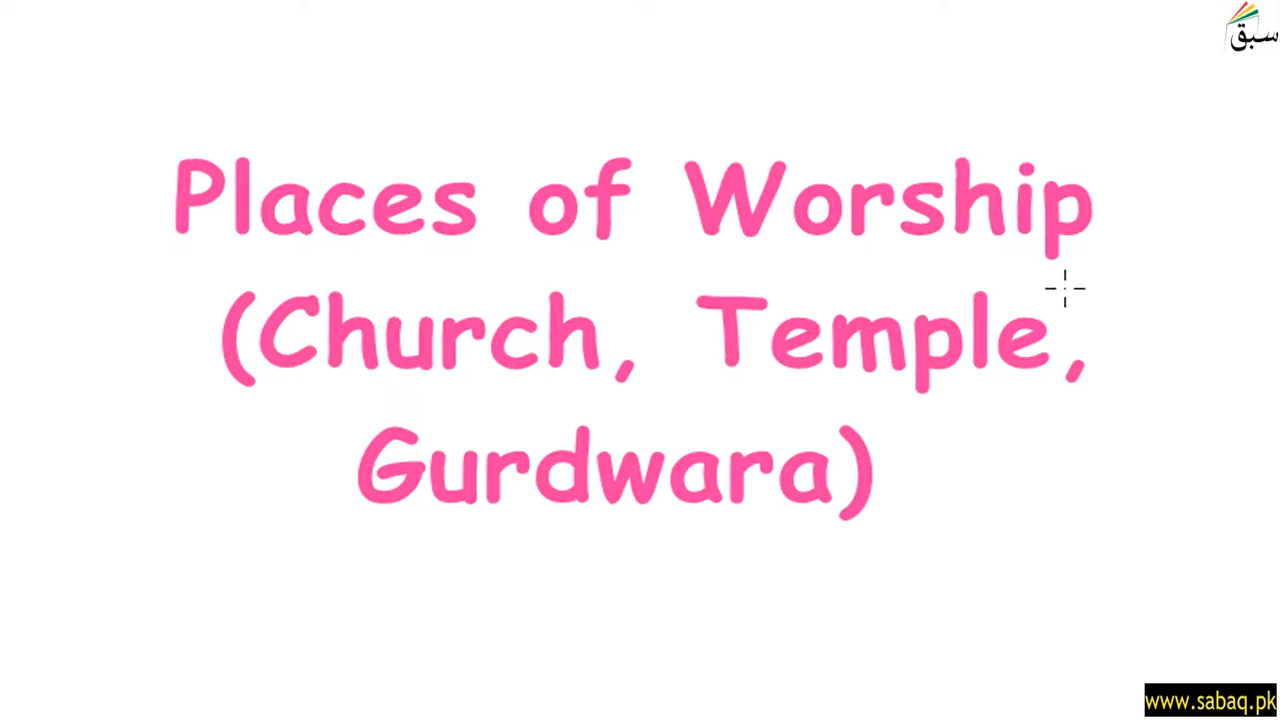 سبق
Places of Worship
(Church, Temple,
Gurdwara)
www.sabaq.pk